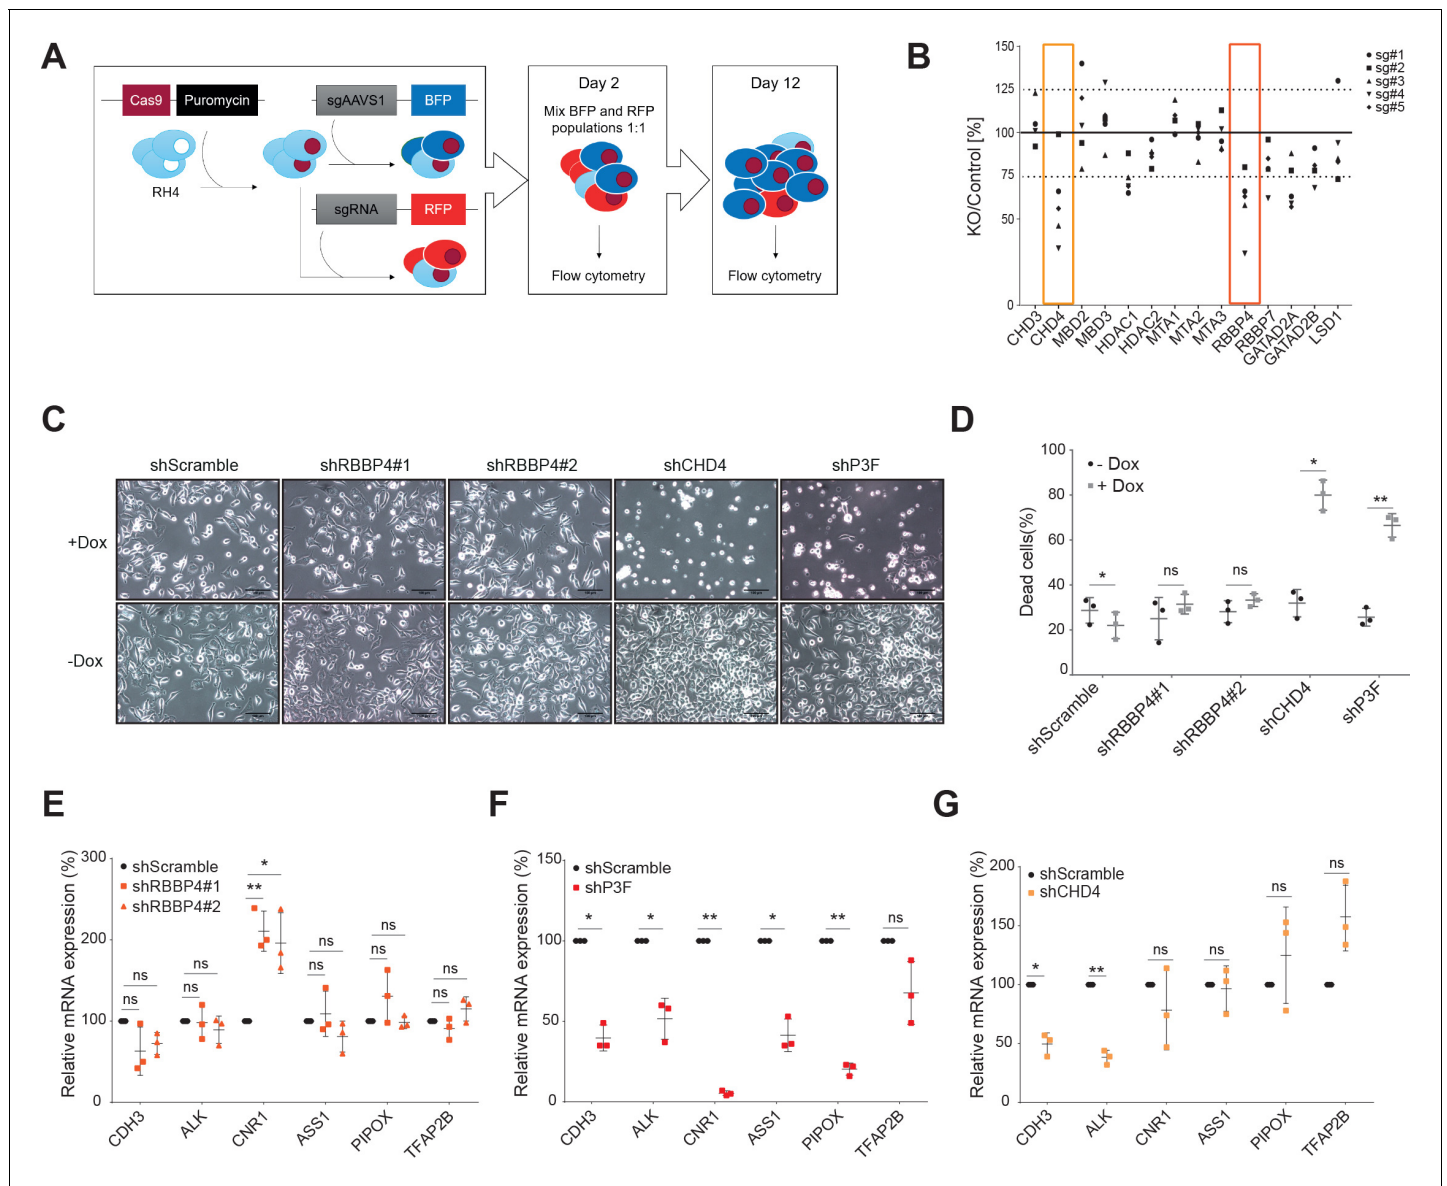 A
Cas9 Puromycin
sgAAVS1 BFP
RH4
sgRNA RFP
Day 2
Mix BFP and RFP
populations 1:1
Flow cytometry
Day 12
Flow cytometry
B
KO/Control [%]
150
125
100
75
50
0
sg#1
sg#2
sg#3
sg#4
sg#5
CHD3
CHD4
MBD2
MBD3
HDAC1
HDAC2
MTA1
MTA2
MTA3
RBBP4
RBBP7
GATAD2A
GATAD2B
LSD1
C
shScramble shRBBP4#1 shRBBP4#2 shCHD4 shP3F
+Dox
-Dox
D
Dead cells(%)
100
80
60
40
20
0
- Dox
+ Dox
*
ns
ns
*
**
shScramble
shRBBP4#1
shRBBP4#2
shCHD4
shP3F
E
Relative mRNA expression (%)
300
200
100
0
shScramble
shRBBP4#1
shRBBP4#2
ns
ns
ns
ns
*
**
ns
ns
ns
ns
ns
ns
CDH3
ALK
CNR1
ASS1
PIPOX
TFAP2B
F
Relative mRNA expression (%)
150
100
50
0
shScramble
shP3F
* * ** * ** ns
CDH3
ALK
CNR1
ASS1
PIPOX
TFAP2B
G
Relative mRNA expression (%)
200
150
100
50
0
shScramble
shCHD4
* ** ns ns ns ns
CDH3
ALK
CNR1
ASS1
PIPOX
TFAP2B